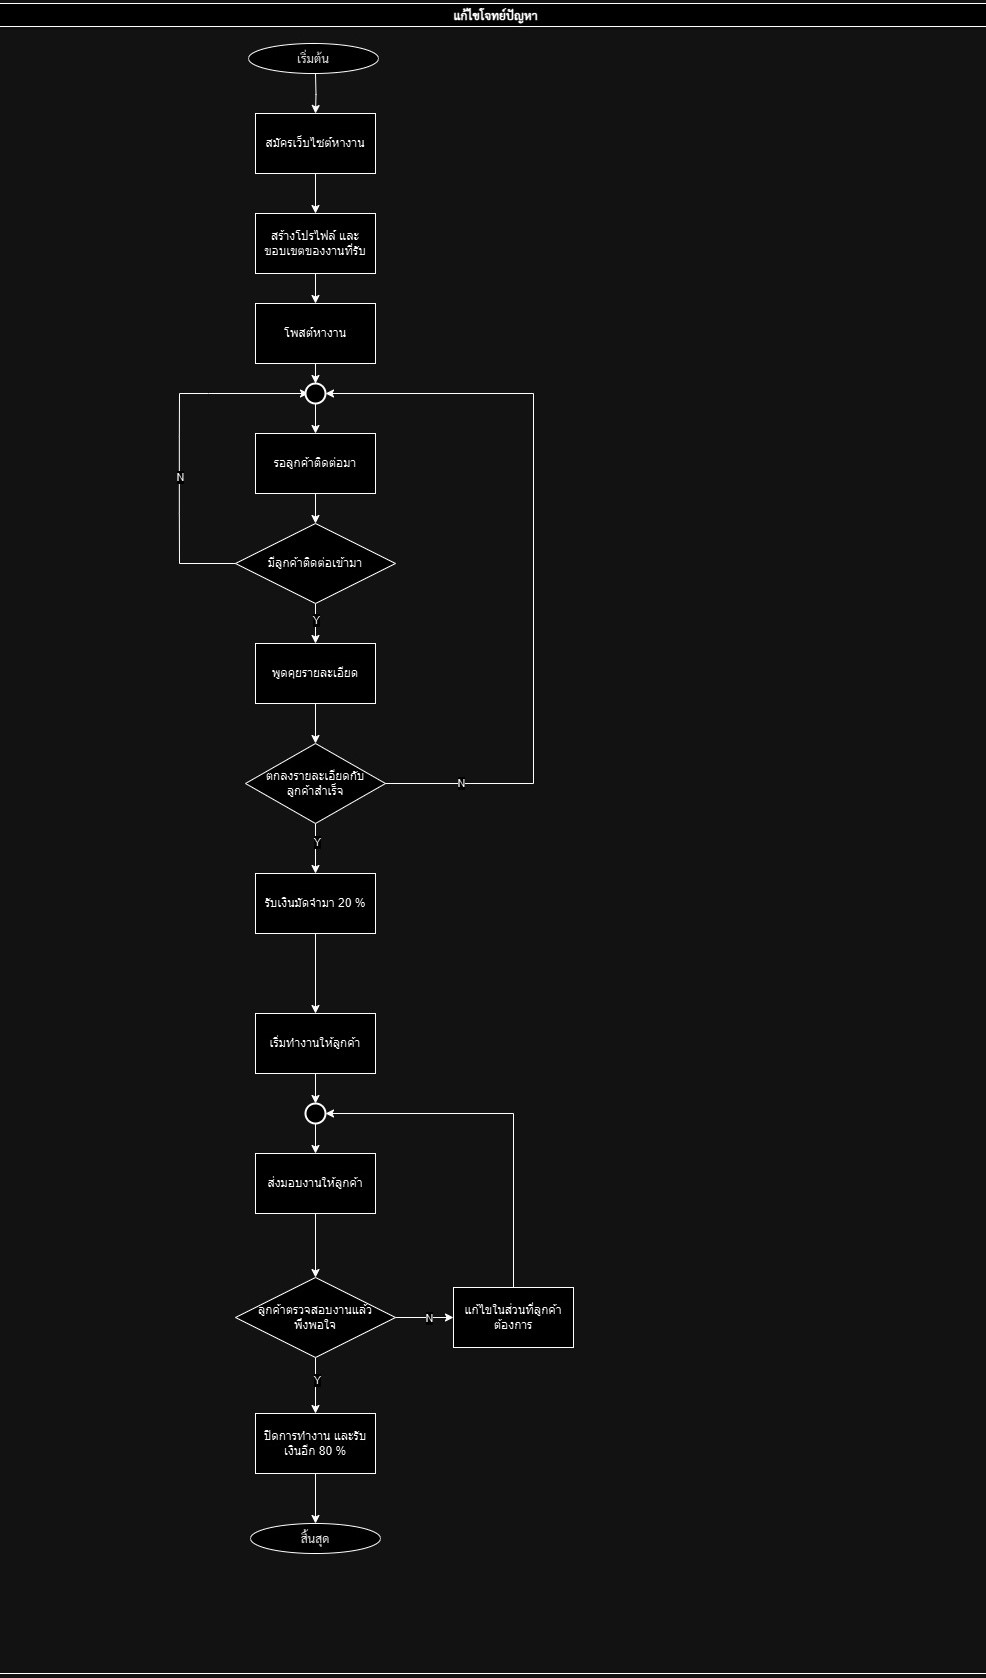 แก้ไขโจทย์ปัญหา
เริ่มต้น
สมัครเว็บไซต์หางาน
สร้างโปรไฟล์ และ
ขอบเขตของงานที่รับ
โพสต์หางาน
รอลูกค้าติดต่อมา
N
มีลูกค้าติดต่อเข้ามา
Y
พูดคุยรายละเอียด
ตกลงรายละเอียดกับ
ลูกค้าสำเร็จ
N
Y
รับเงินมัดจำมา 20 %
เริ่มทำงานให้ลูกค้า
ส่งมอบงานให้ลูกค้า
ลูกค้าตรวจสอบงานแล้ว
พึงพอใจ
N
แก้ไขในส่วนที่ลูกค้า
ต้องการ
Y
ปิดการทำงาน และรับ
เงินอีก 80 %
สิ้นสุด